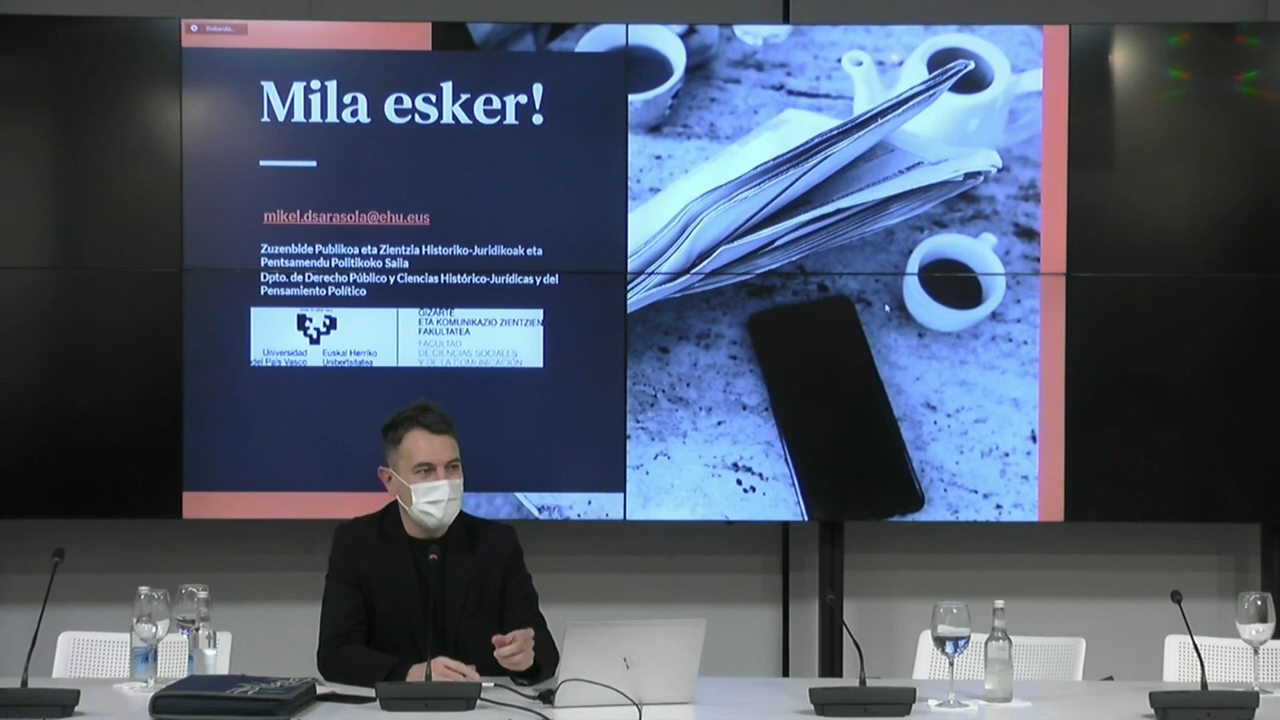 Grabando...
Mila esker!
mikel.dsarasola@ehu.eus
Zuzenbide Publikoa eta Zientzia Historiko-Juridikoak eta
Pentsamendu Politikoko Saila
Dpto. de Derecho Público y Ciencias Histórico-Jurídicas y del
Pensamiento Político
Universidad
del País Vasco
Euskal Herriko
Unibertsitatea
GIZARTE
ETA KOMUNIKAZIO ZIENTZIEN
FAKULTATEA
FACULTAD
DE CIENCIAS SOCIALES
Y DE LA COMUNICACIÓN